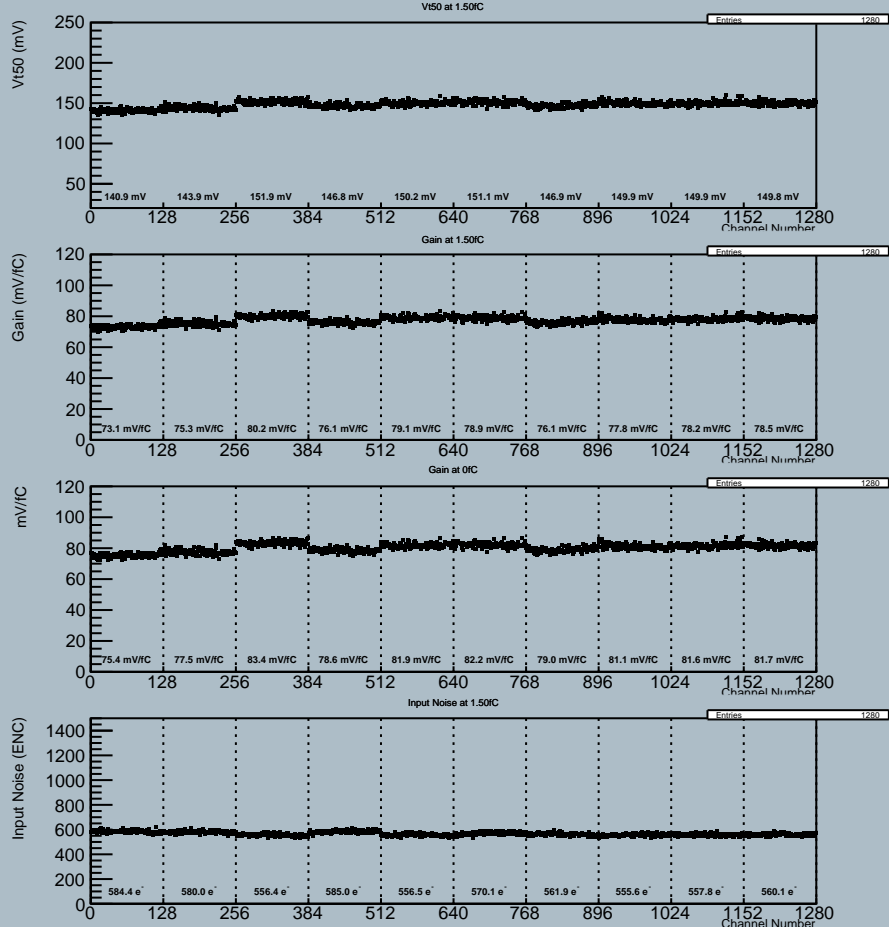 Vt50 at 1.50fC
Entries 1280
Vt50 (mV)
250
200
150
100
50
140.9 mV 143.9 mV 151.9 mV 146.8 mV 150.2 mV 151.1 mV 146.9 mV 149.9 mV 149.9 mV 149.8 mV
0 128 256 384 512 640 768 896 1024 1152 1280
Channel Number
Gain at 1.50fC
Entries 1280
Gain (mV/fC)
120
100
80
60
40
20
0
73.1 mV/fC 75.3 mV/fC 80.2 mV/fC 76.1 mV/fC 79.1 mV/fC 78.9 mV/fC 76.1 mV/fC 77.8 mV/fC 78.2 mV/fC 78.5 mV/fC
0 128 256 384 512 640 768 896 1024 1152 1280
Channel Number
Gain at 0fC
Entries 1280
mV/fC
120
100
80
60
40
20
0
75.4 mV/fC 77.5 mV/fC 83.4 mV/fC 78.6 mV/fC 81.9 mV/fC 82.2 mV/fC 79.0 mV/fC 81.1 mV/fC 81.6 mV/fC 81.7 mV/fC
0 128 256 384 512 640 768 896 1024 1152 1280
Channel Number
Input Noise at 1.50fC
Entries 1280
Input Noise (ENC)
1400
1200
1000
800
600
400
200
0
584.4 e⁻ 580.0 e⁻ 556.4 e⁻ 585.0 e⁻ 556.5 e⁻ 570.1 e⁻ 561.9 e⁻ 555.6 e⁻ 557.8 e⁻ 560.1 e⁻
0 128 256 384 512 640 768 896 1024 1152 1280
Channel Number